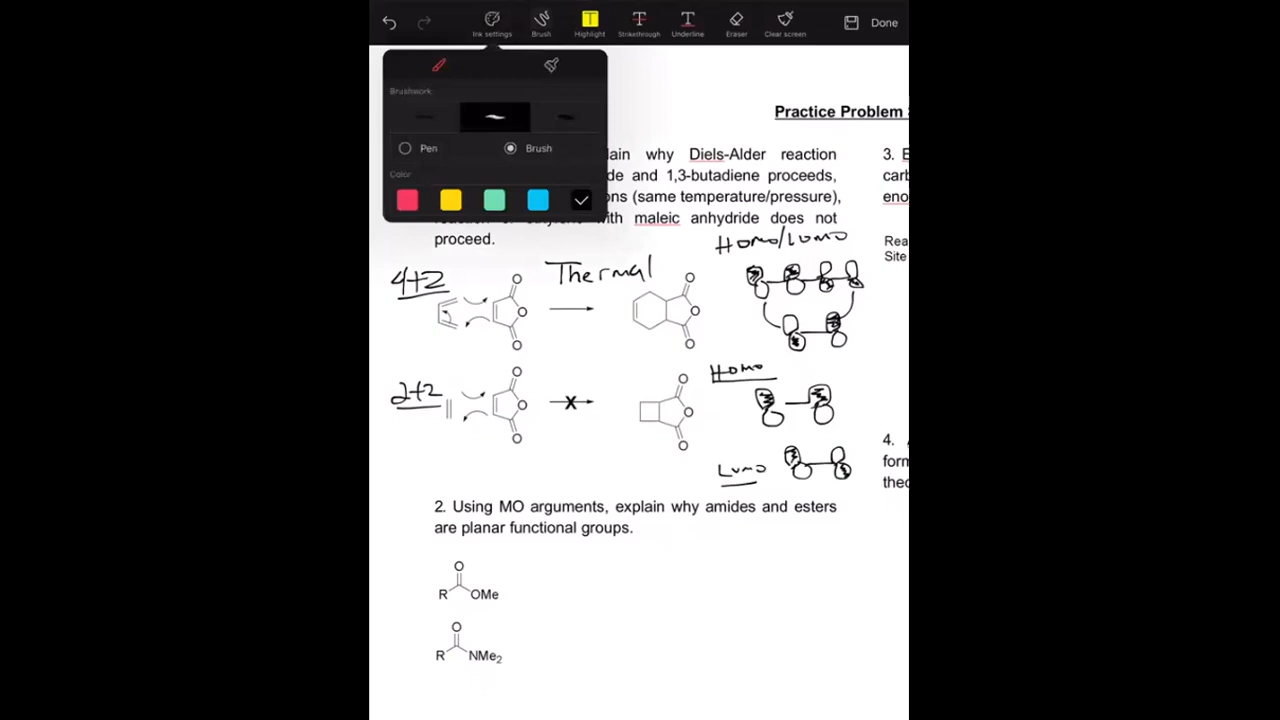 Ink settings
Brush
Highlight
Strikethrough
Underline
Eraser
Clear screen
Done
Brushwork
Pen
Brush
Color
Practice Problem
lain why Diels-Alder reaction
de and 1,3-butadiene proceeds,
ons (same temperature/pressure),
with maleic anhydride does not
proceed.
Homo/Lumo
4+2
Thermal
O
O
O
O
O
O
Homo
2+2
O
O
O
X
O
O
O
Lumo
2. Using MO arguments, explain why amides and esters
are planar functional groups.
O
R
OMe
O
R
NMe2
3. E
carb
eno
Rea
Site
4. A
form
theo